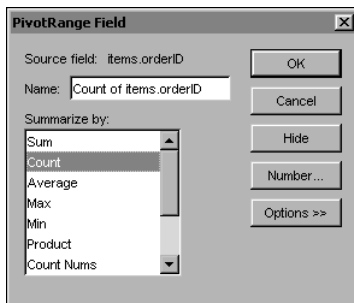 PivotRange Field
Source field: items.orderID
Name: Count of items.orderID
Summarize by:
Sum
Count
Average
Max
Min
Product
Count Nums
OK
Cancel
Hide
Number...
Options >>